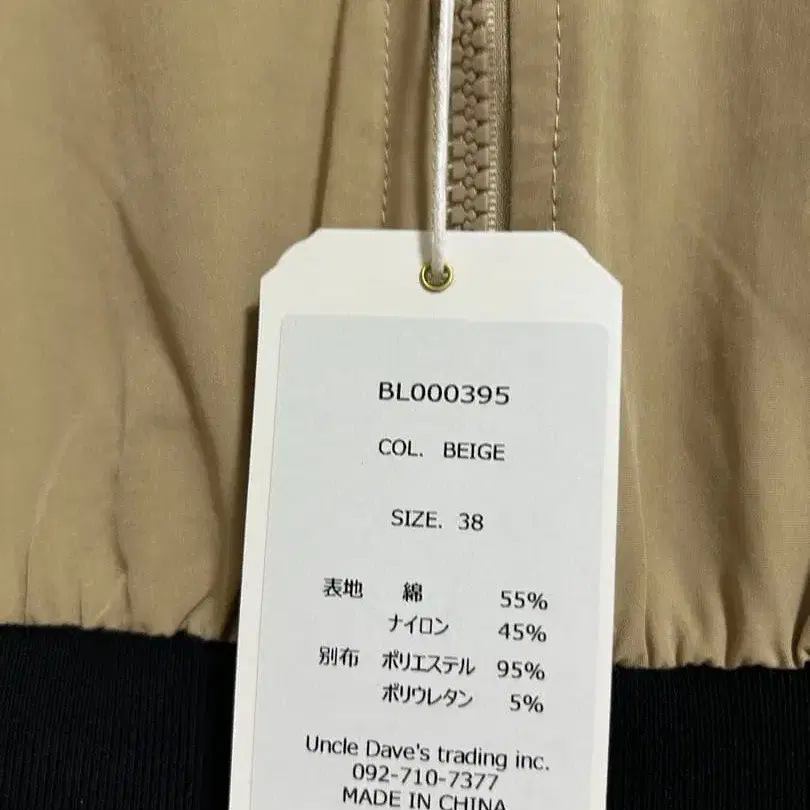 BL000395
COL. BEIGE
SIZE. 38
表地 綿 55%
ナイロン 45%
別布 ポリエステル 95%
ポリウレタン 5%
Uncle Dave's trading inc.
092-710-7377
MADE IN CHINA